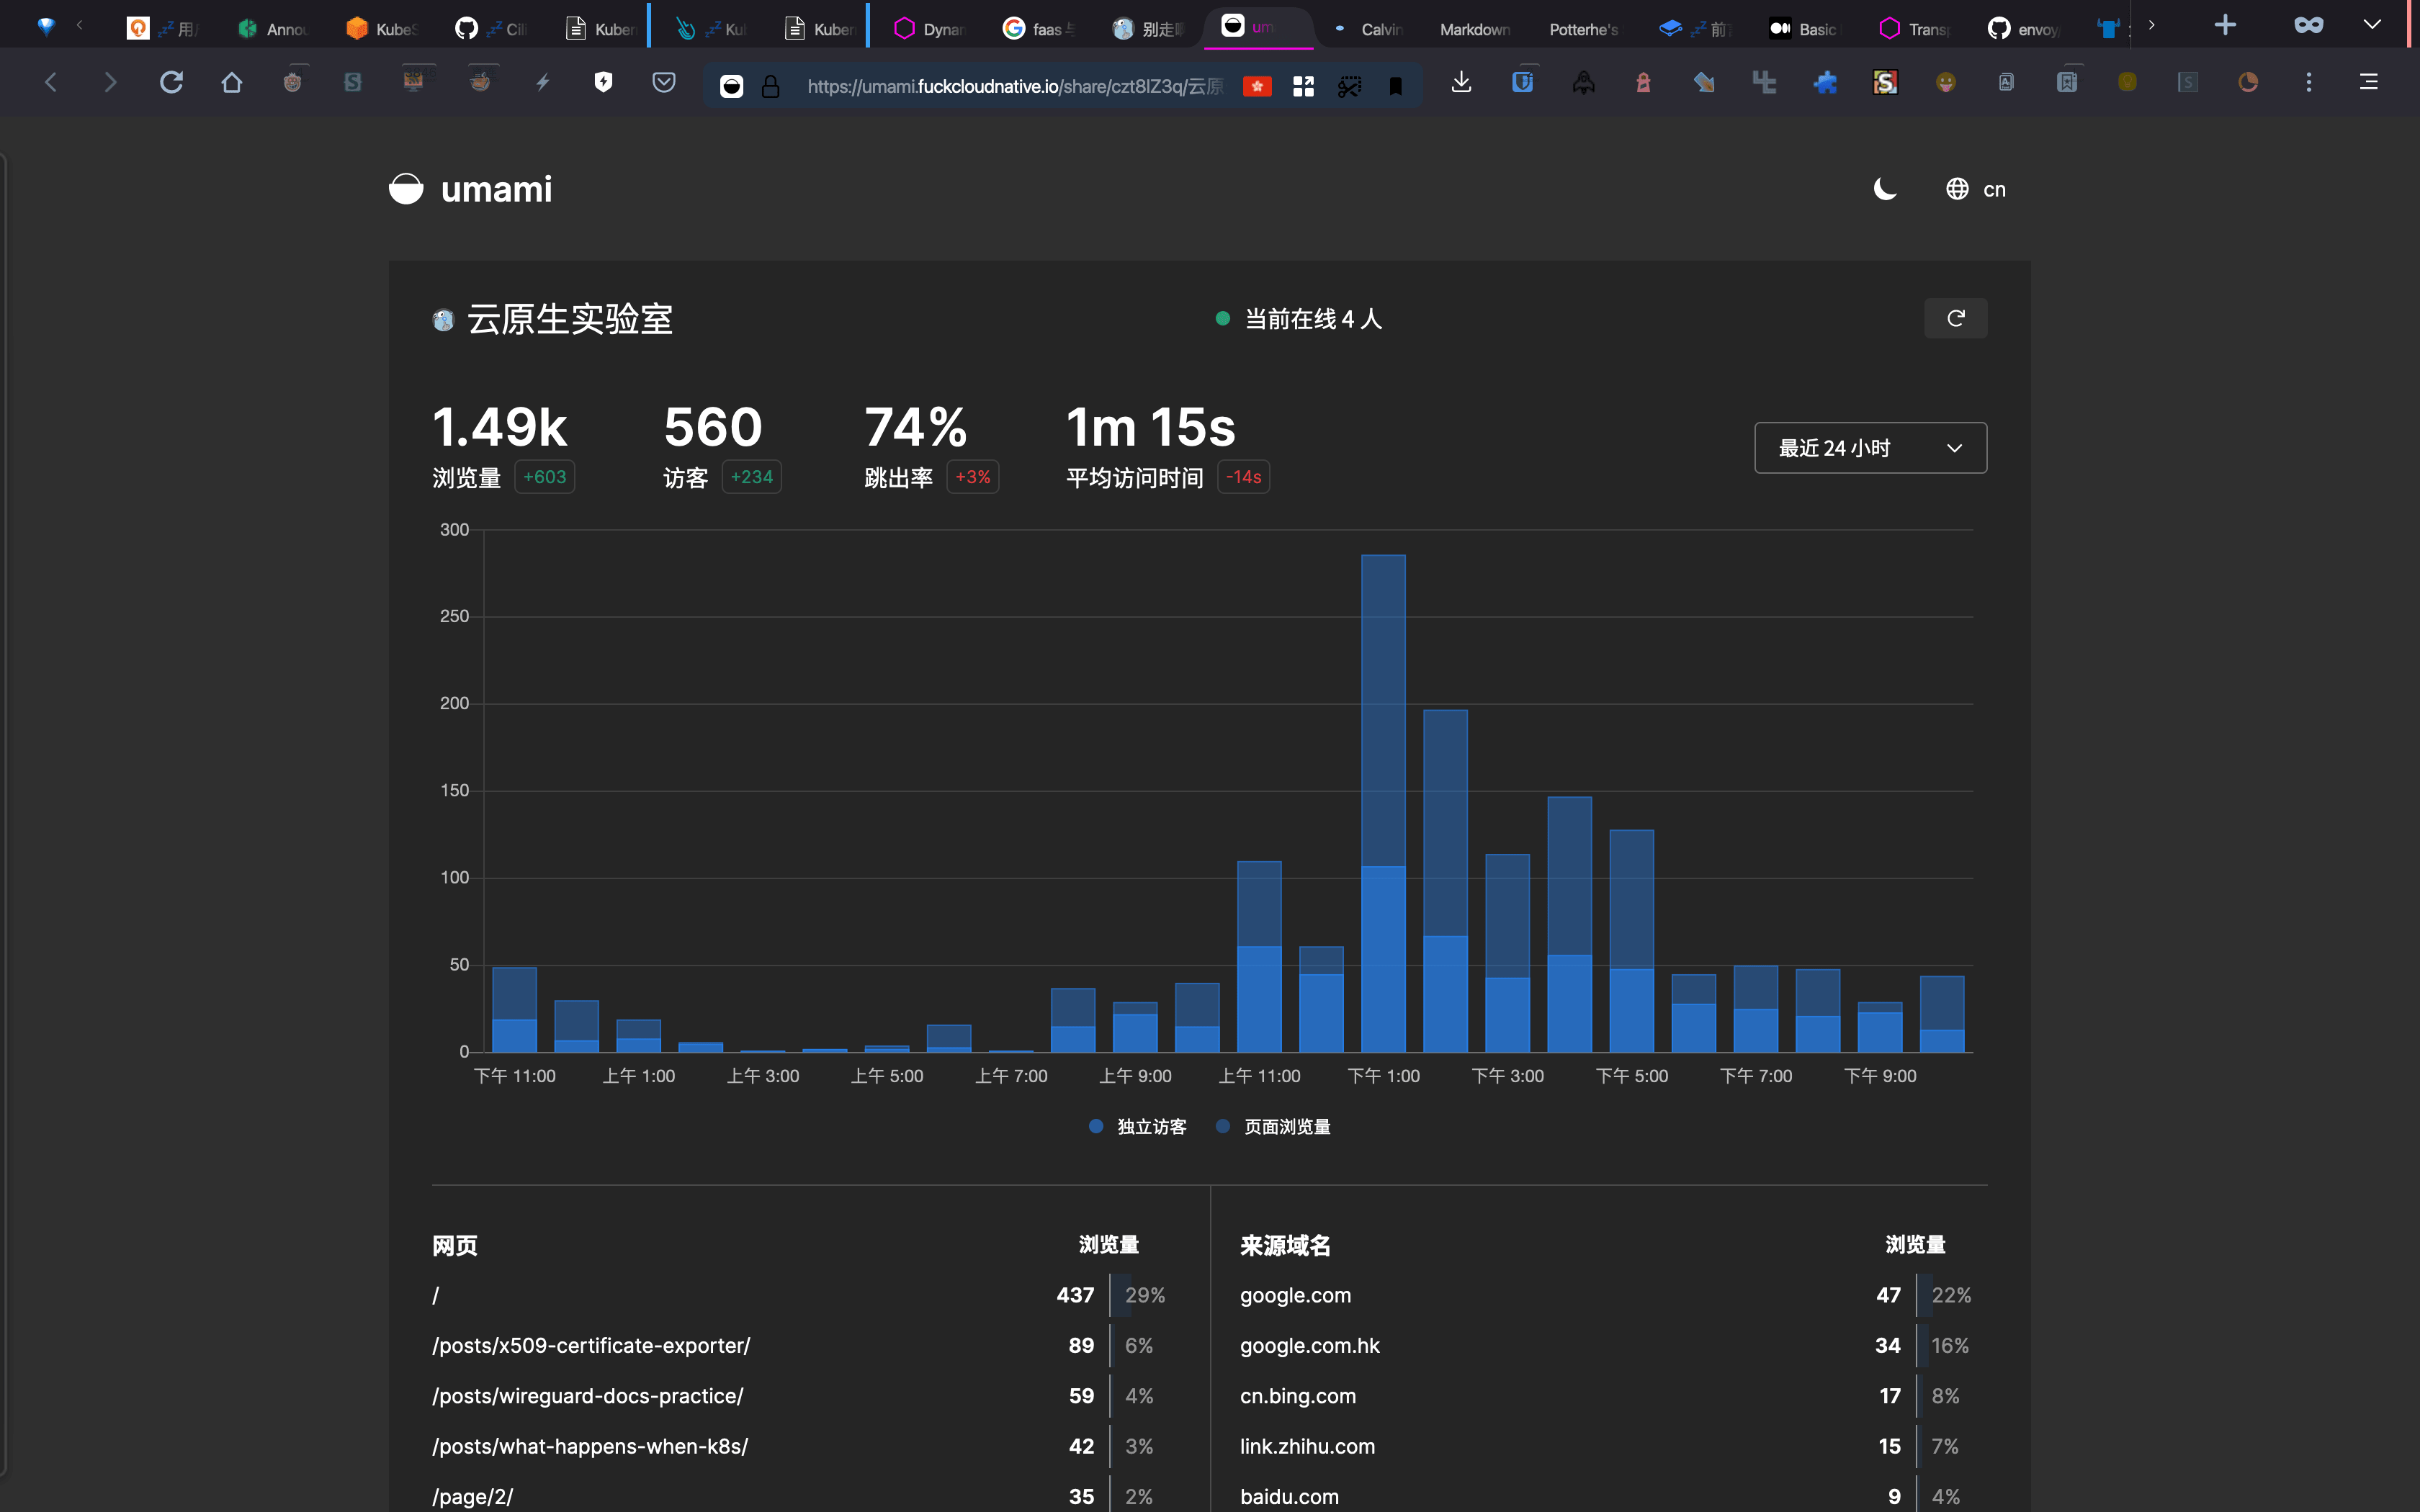 用户
Annou
KubeS
Cili
Kuber
Kub
Kuber
Dynam
faas 与
别走
um
Calvin
Markdown
Potterhe's
前
Basic
Trans
envoy
https://umami.fuckcloudnative.io/share/czt8lZ3q/云原
umami
cn
云原生实验室
当前在线 4 人
1.49k
浏览量 +603
560
访客 +234
74%
跳出率 +3%
1m 15s
平均访问时间 -14s
最近 24 小时
300
250
200
150
100
50
0
下午 11:00 上午 1:00 上午 3:00 上午 5:00 上午 7:00 上午 9:00 上午 11:00 下午 1:00 下午 3:00 下午 5:00 下午 7:00 下午 9:00
独立访客 页面浏览量
网页 浏览量
/ 437 29%
/posts/x509-certificate-exporter/ 89 6%
/posts/wireguard-docs-practice/ 59 4%
/posts/what-happens-when-k8s/ 42 3%
/page/2/ 35 2%
来源域名 浏览量
google.com 47 22%
google.com.hk 34 16%
cn.bing.com 17 8%
link.zhihu.com 15 7%
baidu.com 9 4%